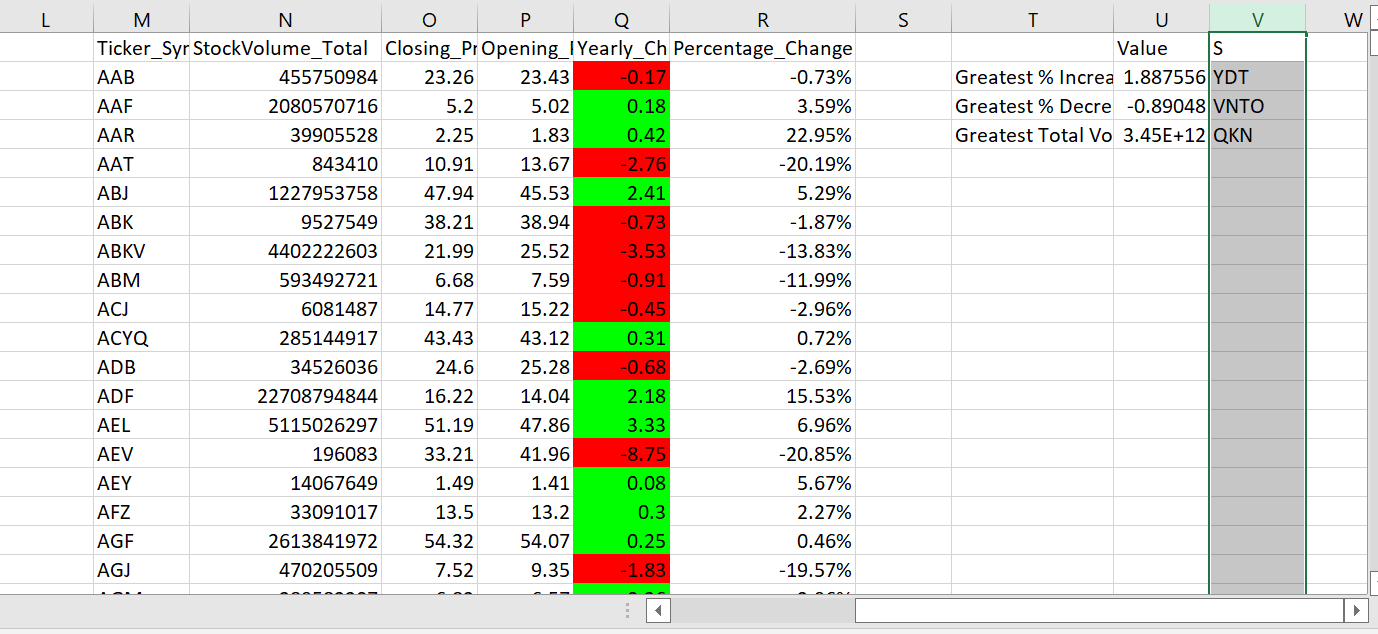 L M N O P Q R S T U V W
Ticker_Syr StockVolume_Total Closing_Pr Opening_ Yearly_Ch Percentage_Change Value S
AAB 455750984 23.26 23.43 -0.17 -0.73% Greatest % Increa 1.887556 YDT
AAF 2080570716 5.2 5.02 0.18 3.59% Greatest % Decre -0.89048 VNTO
AAR 39905528 2.25 1.83 0.42 22.95% Greatest Total Vo 3.45E+12 QKN
AAT 843410 10.91 13.67 -2.76 -20.19%
ABJ 1227953758 47.94 45.53 2.41 5.29%
ABK 9527549 38.21 38.94 -0.73 -1.87%
ABKV 4402222603 21.99 25.52 -3.53 -13.83%
ABM 593492721 6.68 7.59 -0.91 -11.99%
ACJ 6081487 14.77 15.22 -0.45 -2.96%
ACYQ 285144917 43.43 43.12 0.31 0.72%
ADB 34526036 24.6 25.28 -0.68 -2.69%
ADF 22708794844 16.22 14.04 2.18 15.53%
AEL 5115026297 51.19 47.86 3.33 6.96%
AEV 196083 33.21 41.96 -8.75 -20.85%
AEY 14067649 1.49 1.41 0.08 5.67%
AFZ 33091017 13.5 13.2 0.3 2.27%
AGF 2613841972 54.32 54.07 0.25 0.46%
AGJ 470205509 7.52 9.35 -1.83 -19.57%